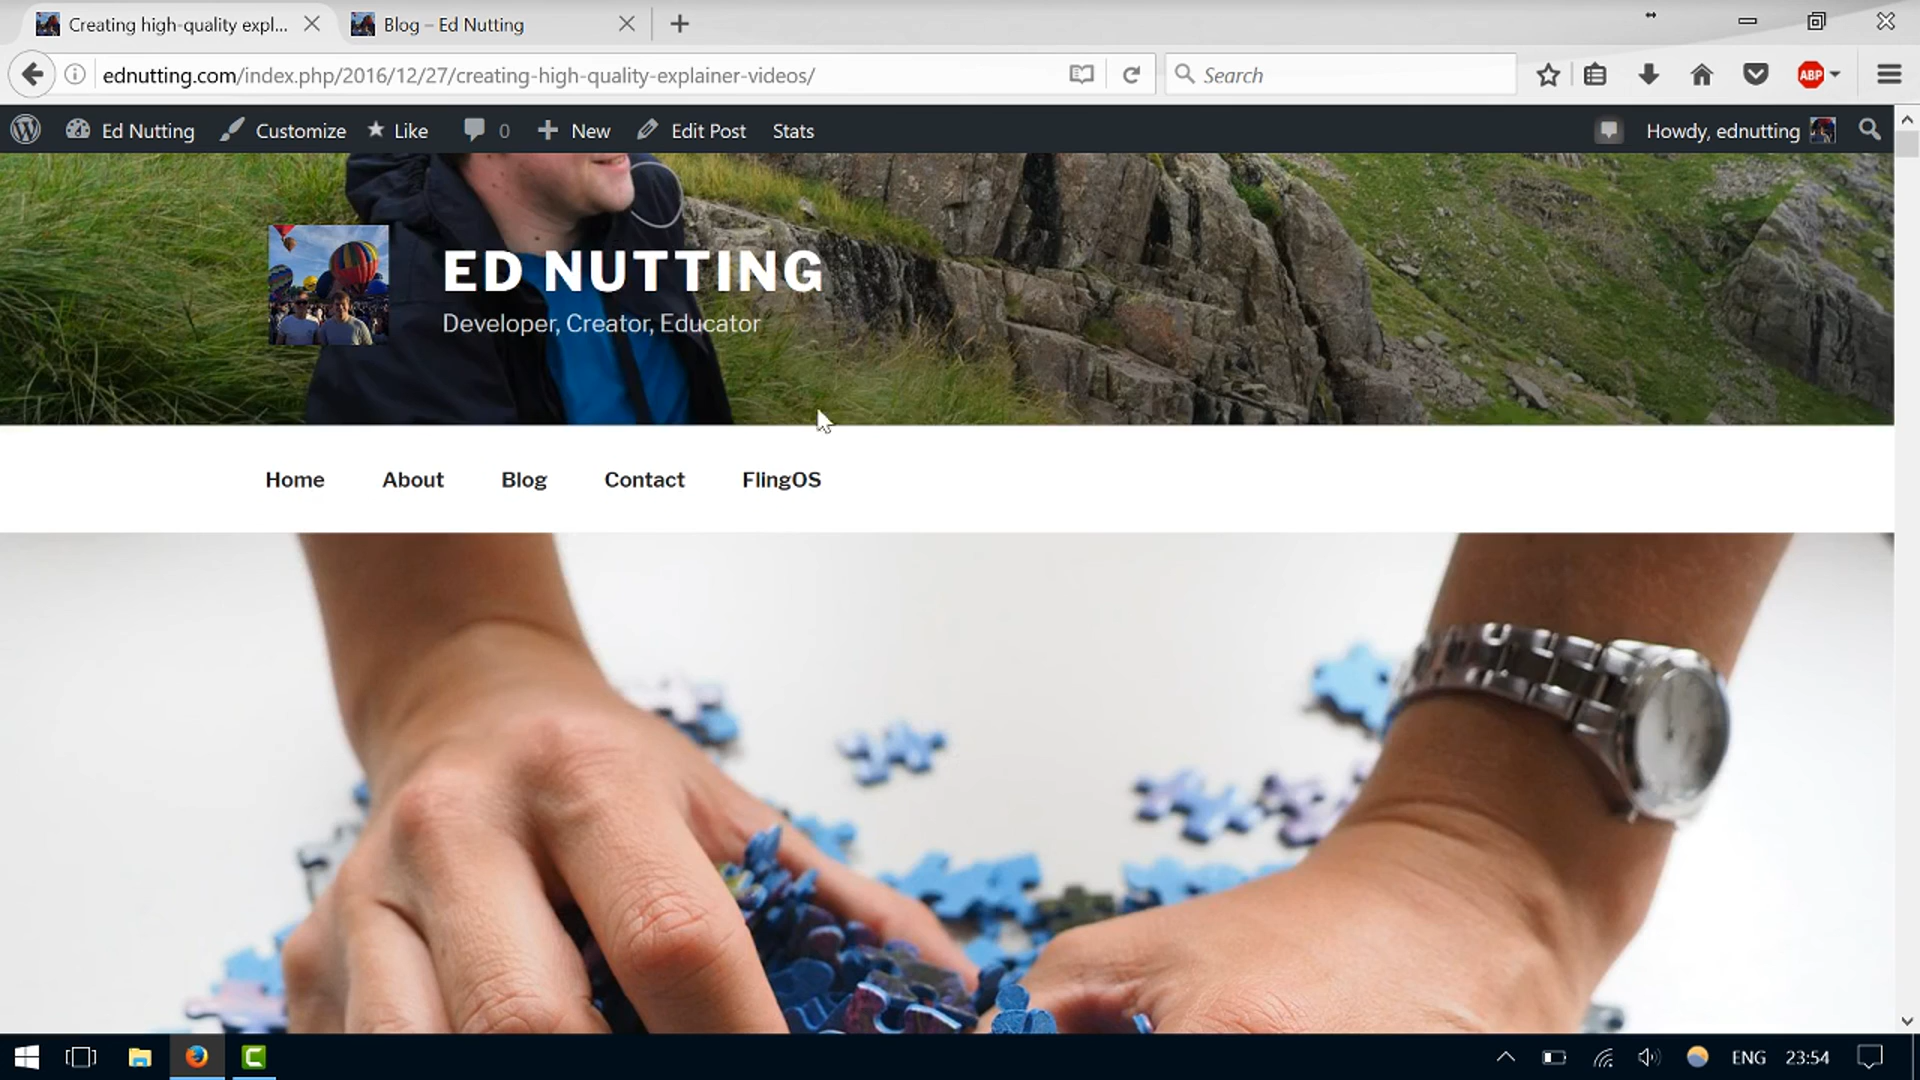 Creating high-quality expl...
Blog – Ed Nutting
ednutting.com/index.php/2016/12/27/creating-high-quality-explainer-videos/
Search
ABP
Ed Nutting
Customize
Like
0
New
Edit Post
Stats
Howdy, ednutting
ED NUTTING
Developer, Creator, Educator
Home
About
Blog
Contact
FlingOS
ENG
23:54